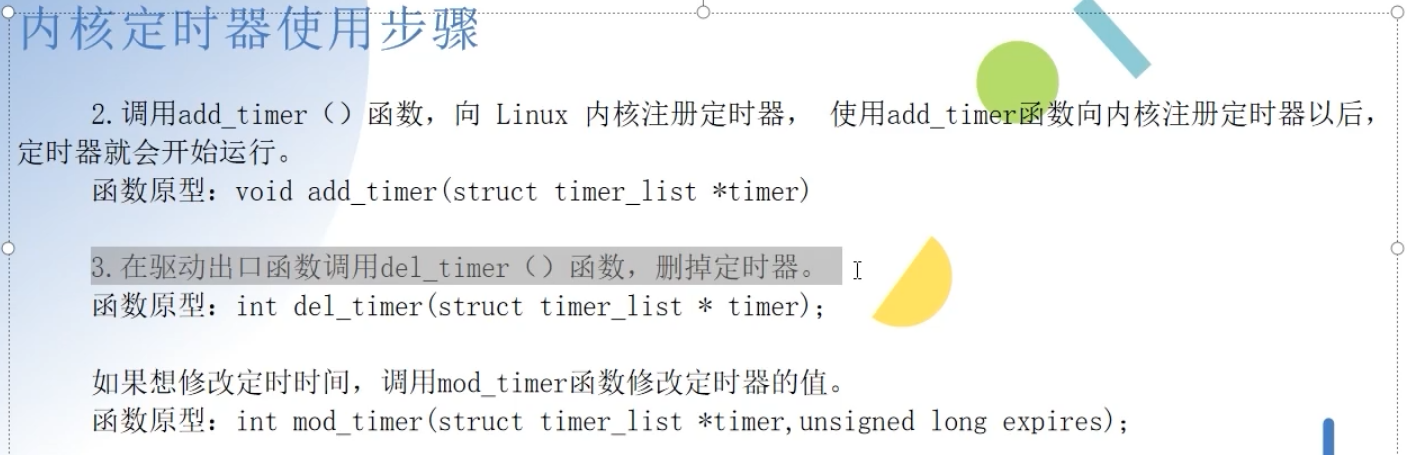 内核定时器使用步骤
2.调用add_timer（）函数，向 Linux 内核注册定时器， 使用add_timer函数向内核注册定时器以后，
定时器就会开始运行。
函数原型：void add_timer(struct timer_list *timer)
3.在驱动出口函数调用del_timer（）函数，删掉定时器。
函数原型：int del_timer(struct timer_list * timer);
如果想修改定时时间，调用mod_timer函数修改定时器的值。
函数原型：int mod_timer(struct timer_list *timer,unsigned long expires);